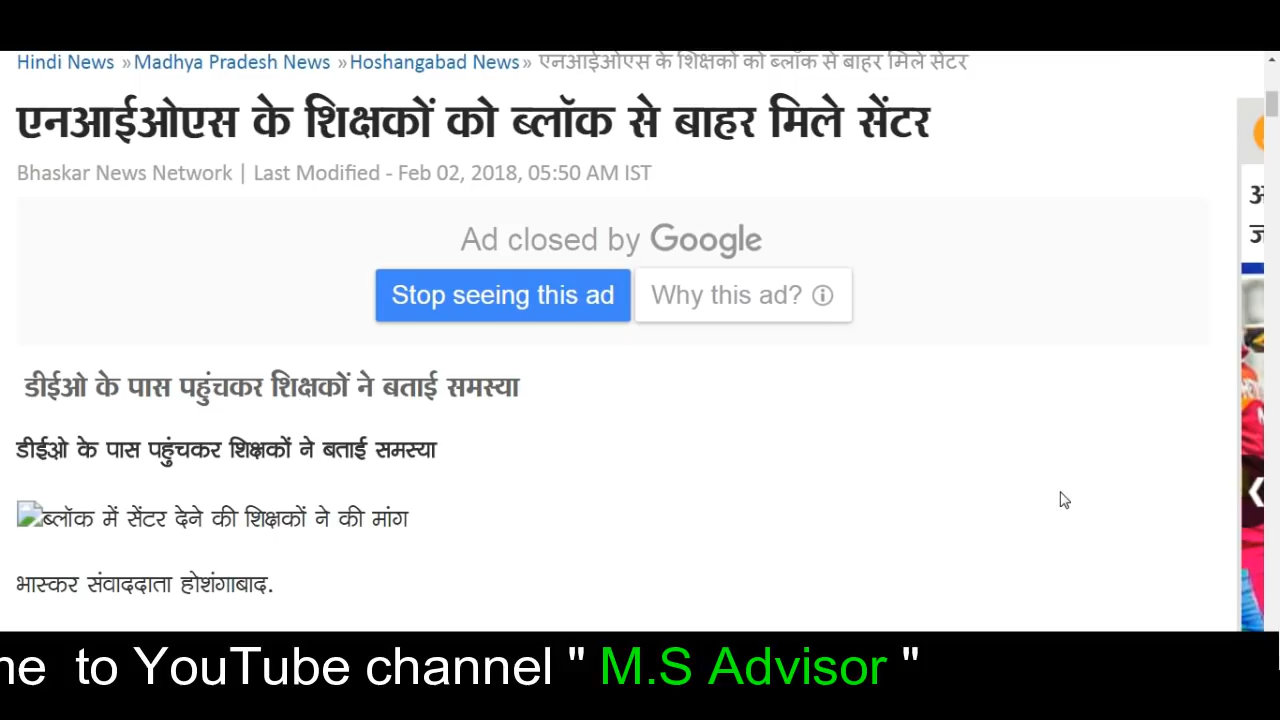 Hindi News » Madhya Pradesh News » Hoshangabad News » एनआईओएस के शिक्षकों को ब्लॉक से बाहर मिले सेंटर
एनआईओएस के शिक्षकों को ब्लॉक से बाहर मिले सेंटर
Bhaskar News Network | Last Modified - Feb 02, 2018, 05:50 AM IST
Ad closed by Google
Stop seeing this ad
Why this ad?
डीईओ के पास पहुंचकर शिक्षकों ने बताई समस्या
डीईओ के पास पहुंचकर शिक्षकों ने बताई समस्या
ब्लॉक में सेंटर देने की शिक्षकों ने की मांग
भास्कर संवाददाता होशंगाबाद.
to YouTube channel " M.S Advisor "